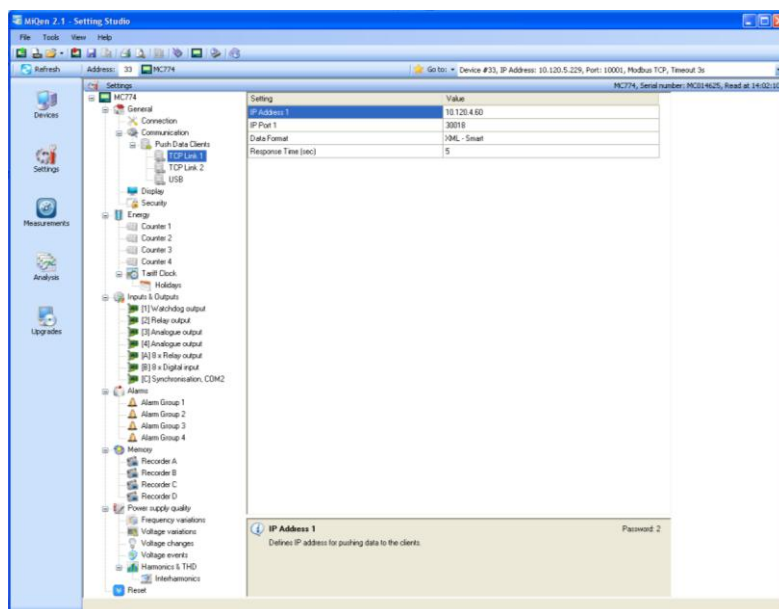 MiQen 2.1 - Setting Studio
File Tools View Help
Refresh Address: 33 MC774 Go to: Device #33, IP Address: 10.120.5.229, Port: 10001, Modbus TCP, Timeout 3s
Settings MC774, Serial number: MC014625, Read at 14:02:10
Devices
Settings
Measurements
Analysis
Upgrades
MC774
General
Connection
Communication
Push Data Clients
TCP Link 1
TCP Link 2
USB
Display
Security
Energy
Counter 1
Counter 2
Counter 3
Counter 4
Tariff Clock
Holidays
Inputs & Outputs
[1] Watchdog output
[2] Relay output
[3] Analogue output
[4] Analogue output
[A] 8 x Relay output
[B] 8 x Digital input
[C] Synchronisation, COM2
Alarms
Alarm Group 1
Alarm Group 2
Alarm Group 3
Alarm Group 4
Memory
Recorder A
Recorder B
Recorder C
Recorder D
Power supply quality
Frequency variations
Voltage variations
Voltage changes
Voltage events
Harmonics & THD
Interharmonics
Reset
Setting Value
IP Address 1 10.120.4.60
IP Port 1 30018
Data Format XML - Smart
Response Time (sec) 5
IP Address 1 Password: 2
Defines IP address for pushing data to the clients.